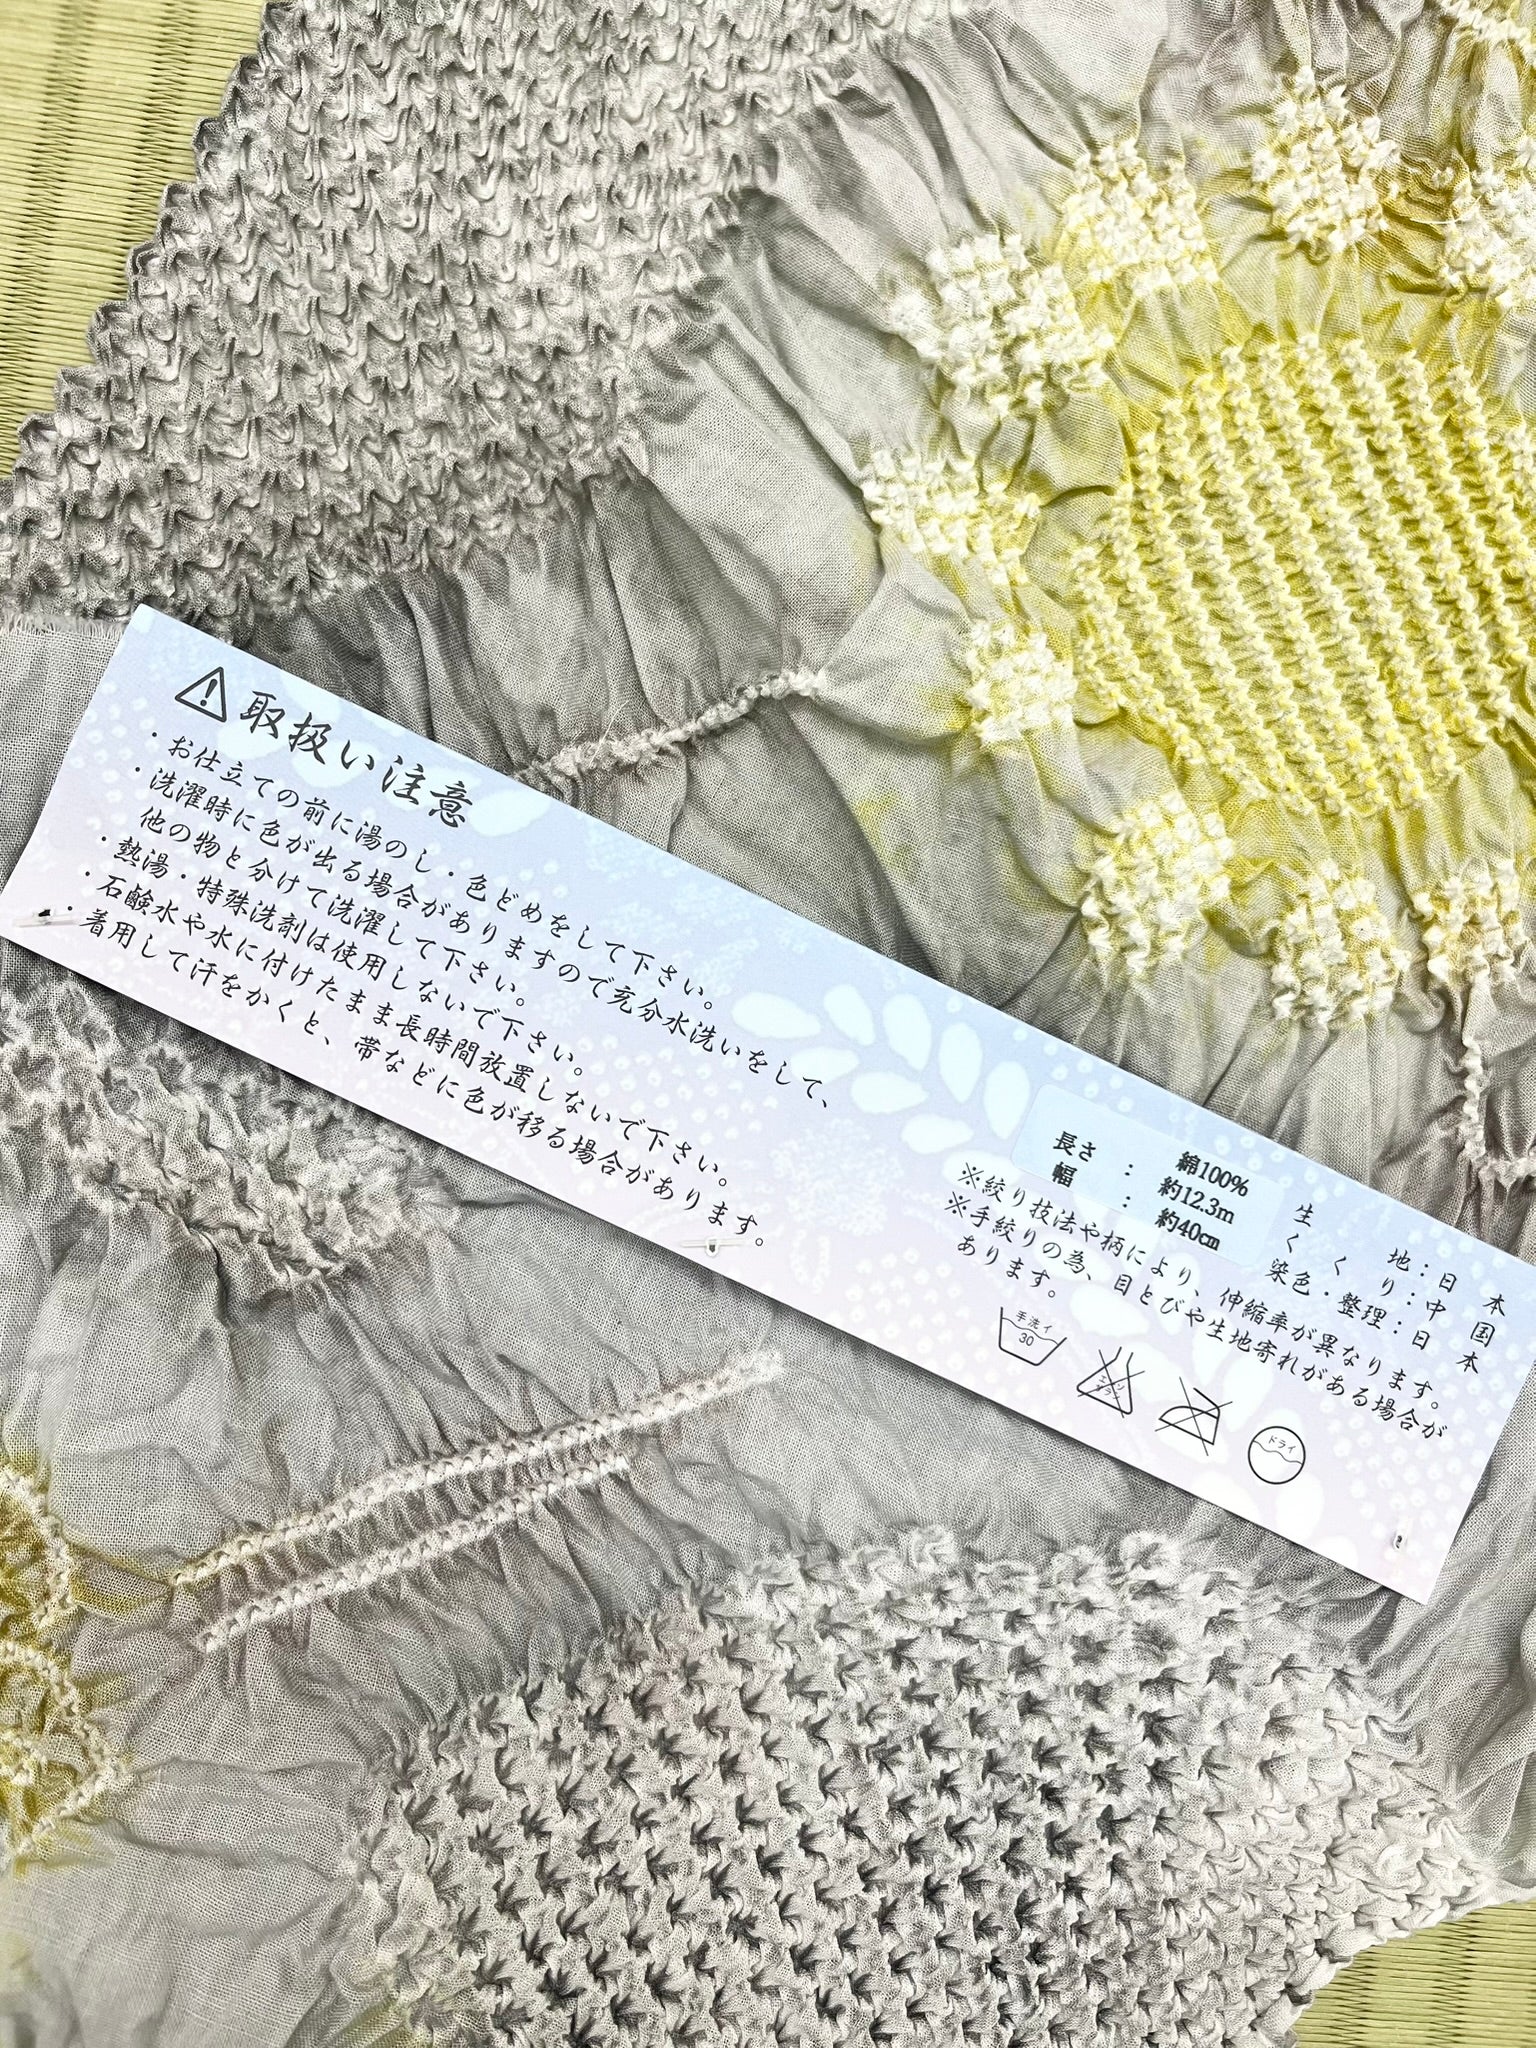 取扱い注意
・お仕立ての前に湯のし・色どめをして下さい。
・洗濯時に色が出る場合がありますので充分水洗いをして、
他の物と分けて洗濯して下さい。
・熱湯・特殊洗剤は使用しないで下さい。
・石鹸水や水に付けたまま長時間放置しないで下さい。
・着用して汗をかくと、帯などに色が移る場合があります。
綿100%
長さ : 約12.3m
幅 : 約40㎝
生地:日本
くくり:中国
染色・整理:日本
※絞り技法や柄により、伸縮率が異なります。
※手絞りの為、目とびや生地寄れがある場合が
あります。
手洗イ
30
エンソサラシ
ドライ